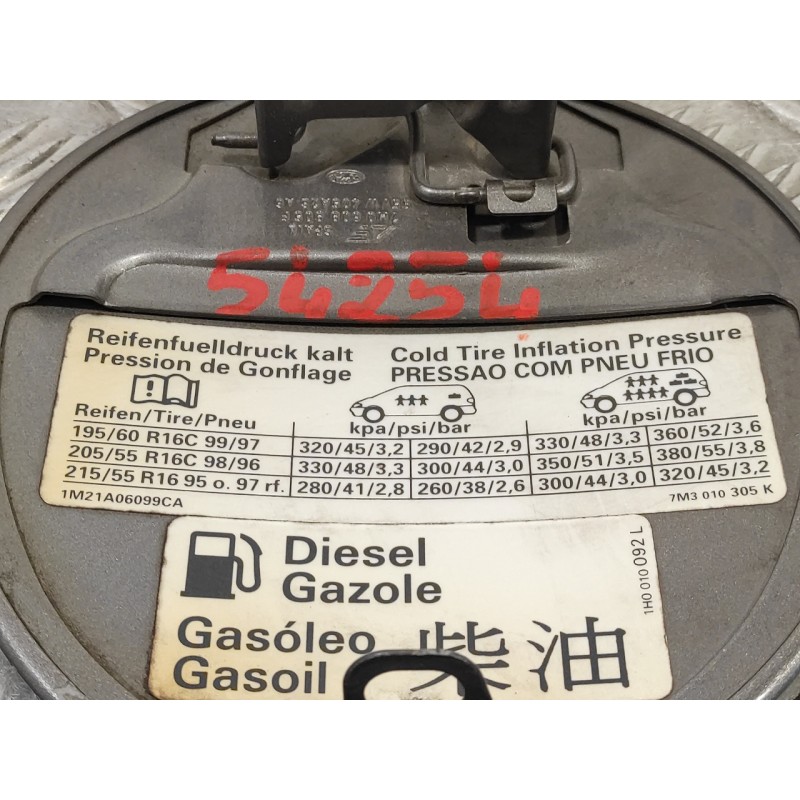 54254
Reifenfuelldruck kalt
Pression de Gonflage
Cold Tire Inflation Pressure
PRESSAO COM PNEU FRIO
Reifen/Tire/Pneu kpa/psi/bar kpa/psi/bar
195/60 R16C 99/97 320/45/3,2 290/42/2,9 330/48/3,3 360/52/3,6
205/55 R16C 98/96 330/48/3,3 300/44/3,0 350/51/3,5 380/55/3,8
215/55 R16 95 o. 97 rf. 280/41/2,8 260/38/2,6 300/44/3,0 320/45/3,2
1M21A06099CA 7M3 010 305 K
Diesel
Gazole
Gasóleo
Gasoil
柴油
1H0 010 092 L